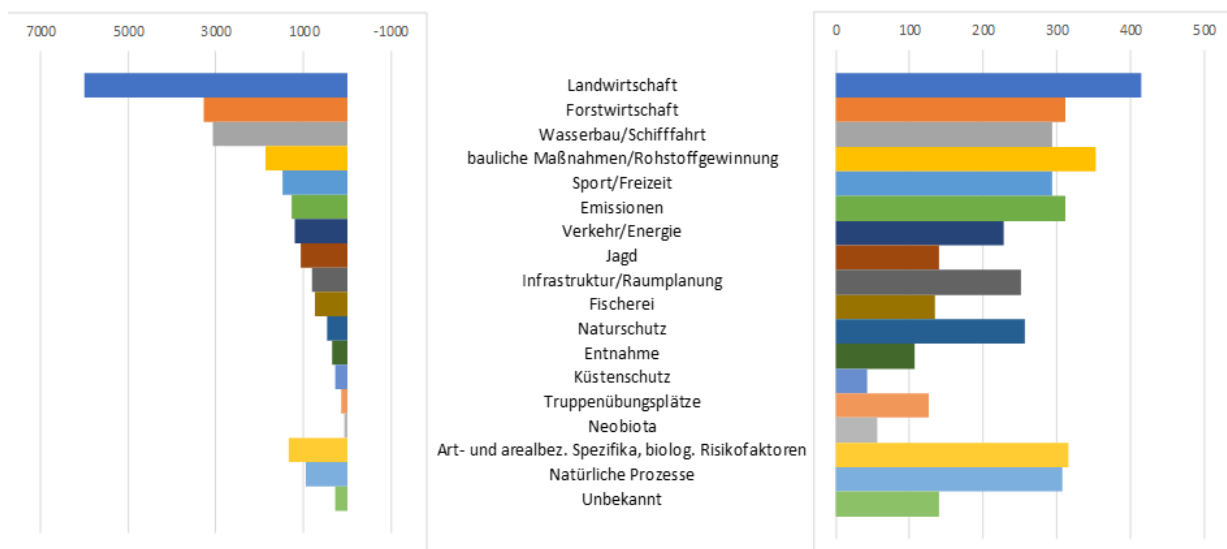 7000 5000 3000 1000 -1000
0 100 200 300 400 500
Landwirtschaft
Forstwirtschaft
Wasserbau/Schifffahrt
bauliche Maßnahmen/Rohstoffgewinnung
Sport/Freizeit
Emissionen
Verkehr/Energie
Jagd
Infrastruktur/Raumplanung
Fischerei
Naturschutz
Entnahme
Küstenschutz
Truppenübungsplätze
Neobiota
Art- und arealbez. Spezifika, biolog. Risikofaktoren
Natürliche Prozesse
Unbekannt